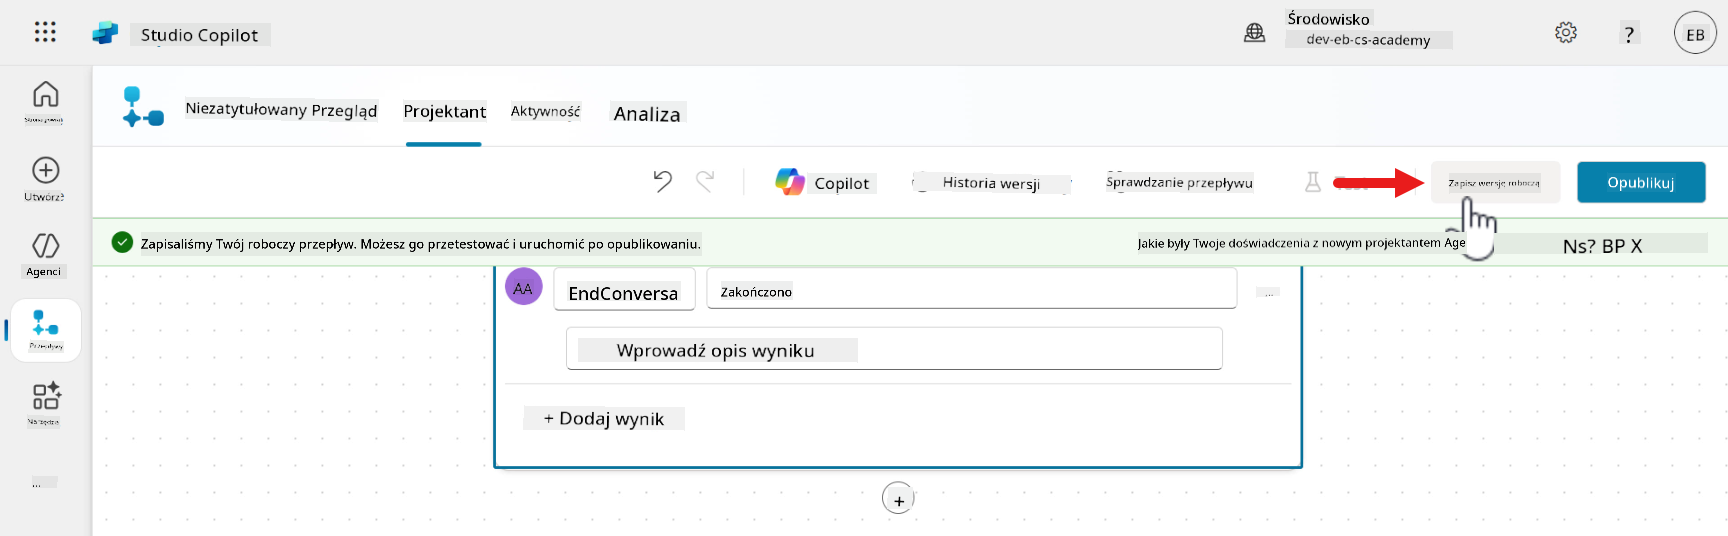 Studio Copilot
Środowisko
dev-eb-cs-academy
?
EB
Niezatytułowany Przegląd
Projektant
Aktywność
Analiza
Copilot
Historia wersji
Sprawdzanie przepływu
Zapisz wersję roboczą
Opublikuj
Utwórz?
Agenci
Przepływy
Narzędzia
...
Zapisaliśmy Twój roboczy przepływ. Możesz go przetestować i uruchomić po opublikowaniu.
Jakie były Twoje doświadczenia z nowym projektantem Age
Ns? BP X
AA
EndConversa
Zakończono
...
Wprowadź opis wyniku
+ Dodaj wynik
+